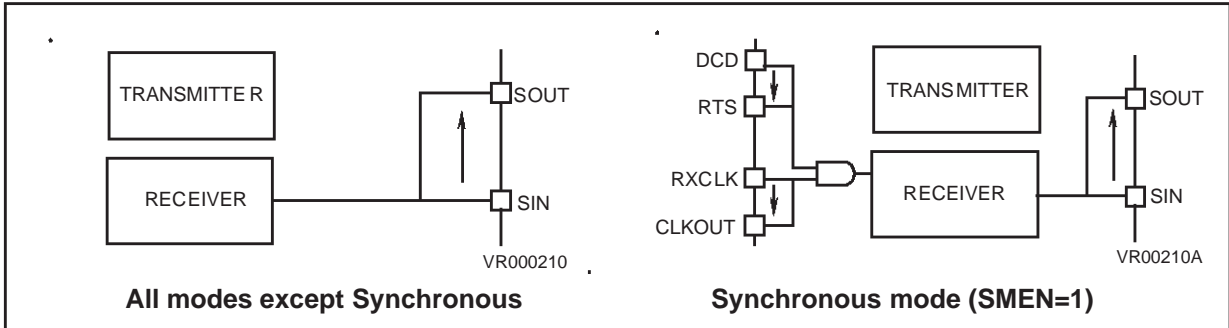 TRANSMITTE R
RECEIVER
SOUT
SIN
VR000210
All modes except Synchronous
DCD
RTS
RXCLK
CLKOUT
TRANSMITTER
RECEIVER
SOUT
SIN
VR00210A
Synchronous mode (SMEN=1)